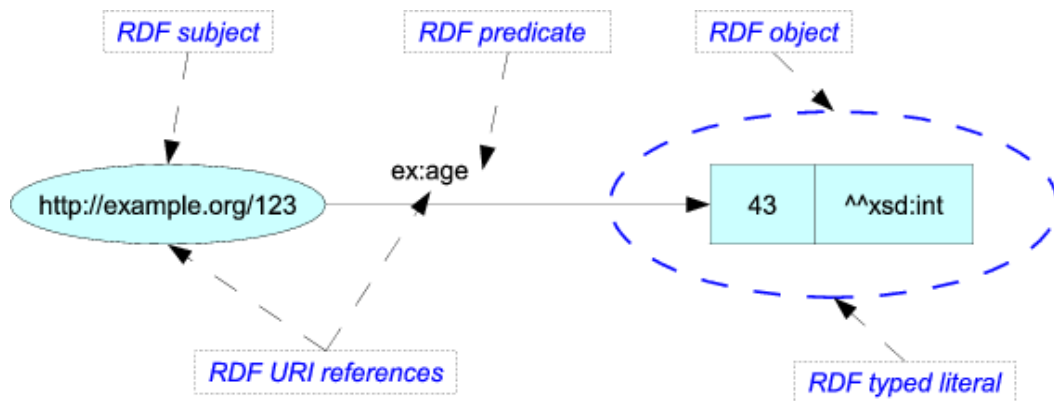 RDF subject
RDF predicate
RDF object
ex:age
http://example.org/123
43
^^xsd:int
RDF URI references
RDF typed literal